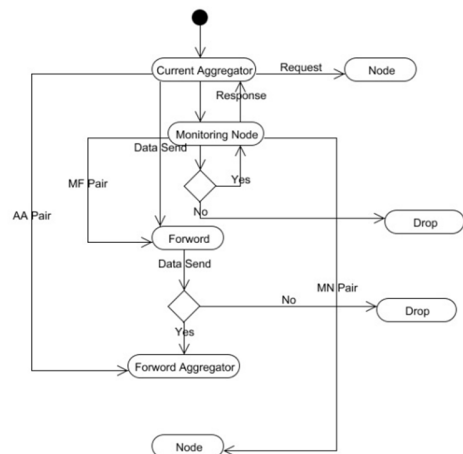 Current Aggregator
Request
Node
Response
Monitoring Node
Data Send
MF Pair
Yes
No
AA Pair
Drop
Forword
Data Send
MN Pair
No
Drop
Yes
Forword Aggregator
Node